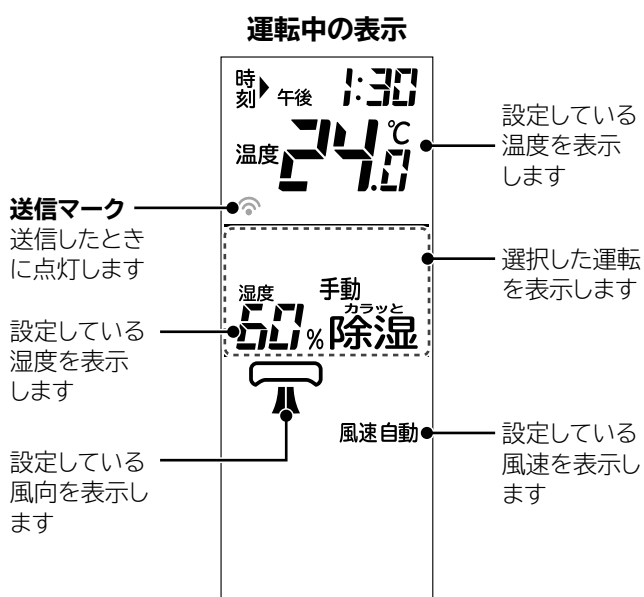 運転中の表示
時刻 午後 1:30
温度 24.0 ℃
設定している
温度を表示
します
送信マーク
送信したとき
に点灯します
選択した運転
を表示します
湿度 手動
カラッと
60 % 除湿
設定している
湿度を表示
します
風速自動
設定している
風向を表示し
ます
設定している
風速を表示し
ます